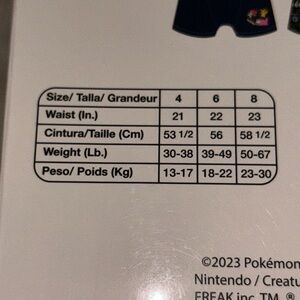 Size/ Talla/ Grandeur 4 6 8
Waist (In.) 21 22 23
Cintura/Taille (Cm) 53 1/2 56 58 1/2
Weight (Lb.) 30-38 39-49 50-67
Peso/ Poids (Kg) 13-17 18-22 23-30
©2023 Pokémon
Nintendo / Creatu
FREAK inc. TM, ®